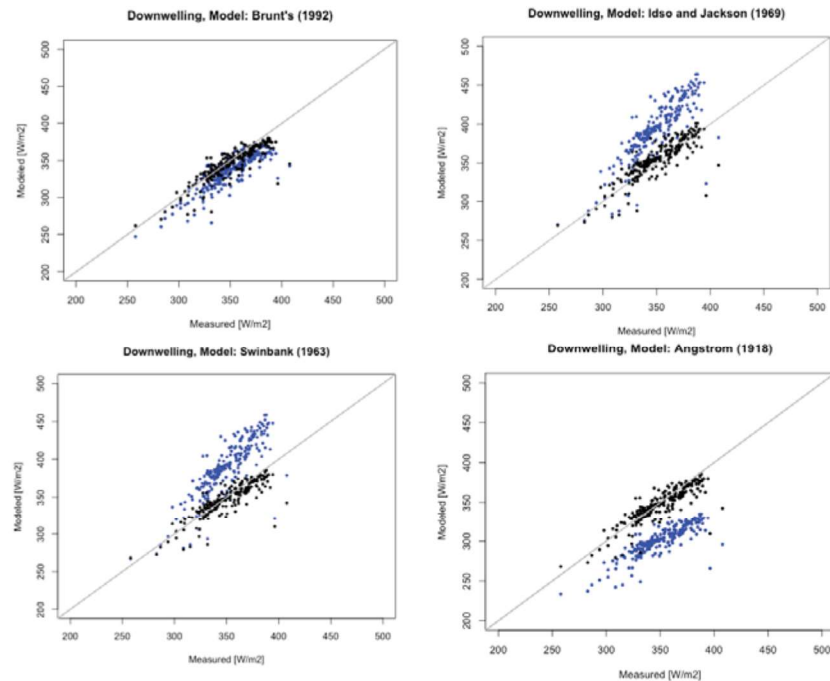 Downwelling, Model: Brunt's (1992)
500
450
400
350
300
250
200
Modeled [W/m2]
200 250 300 350 400 450 500
Measured [W/m2]
Downwelling, Model: Idso and Jackson (1969)
500
450
400
350
300
250
200
Modeled [W/m2]
200 250 300 350 400 450 500
Measured [W/m2]
Downwelling, Model: Swinbank (1963)
500
450
400
350
300
250
200
Modeled [W/m2]
200 250 300 350 400 450 500
Measured [W/m2]
Downwelling, Model: Angstrom (1918)
500
450
400
350
300
250
200
Modeled [W/m2]
200 250 300 350 400 450 500
Measured [W/m2]